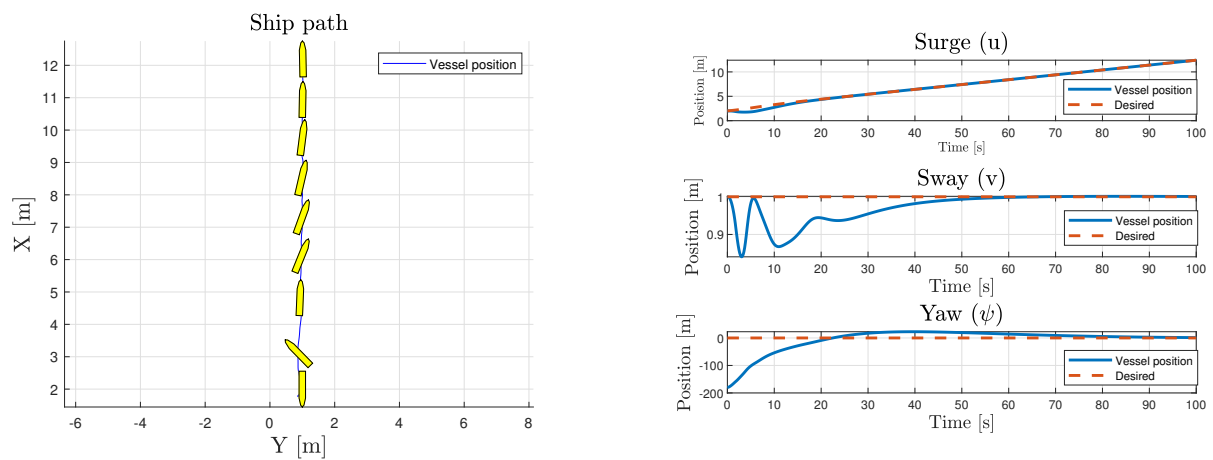 Ship path
Vessel position
X [m]
12
11
10
9
8
7
6
5
4
3
2
-6
-4
-2
0
2
4
6
8
Y [m]
Surge (u)
Position [m]
10
5
0
Vessel position
Desired
0 10 20 30 40 50 60 70 80 90 100
Time [s]
Sway (v)
Position [m]
1
0.9
Vessel position
Desired
0 10 20 30 40 50 60 70 80 90 100
Time [s]
Yaw (ψ)
Position [m]
0
-100
-200
Vessel position
Desired
0 10 20 30 40 50 60 70 80 90 100
Time [s]